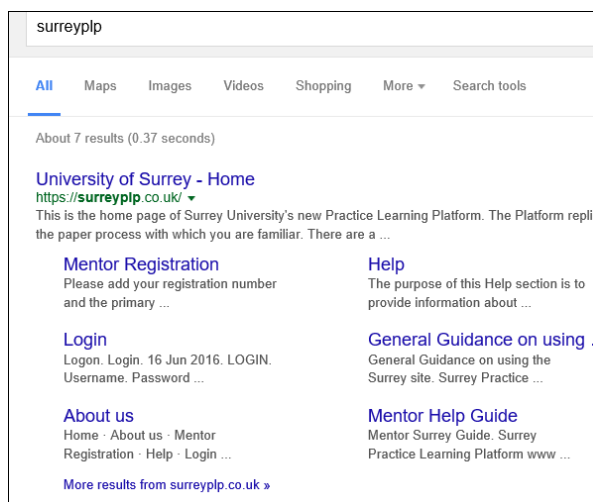 surreyplp
All Maps Images Videos Shopping More Search tools
About 7 results (0.37 seconds)
University of Surrey - Home
https://surreyplp.co.uk/
This is the home page of Surrey University's new Practice Learning Platform. The Platform repli
the paper process with which you are familiar. There are a ...
Mentor Registration
Please add your registration number
and the primary ...
Help
The purpose of this Help section is to
provide information about ...
Login
Logon. Login. 16 Jun 2016. LOGIN.
Username. Password ...
General Guidance on using .
General Guidance on using the
Surrey site. Surrey Practice ...
About us
Home · About us · Mentor
Registration · Help · Login ...
Mentor Help Guide
Mentor Surrey Guide. Surrey
Practice Learning Platform www ...
More results from surreyplp.co.uk »